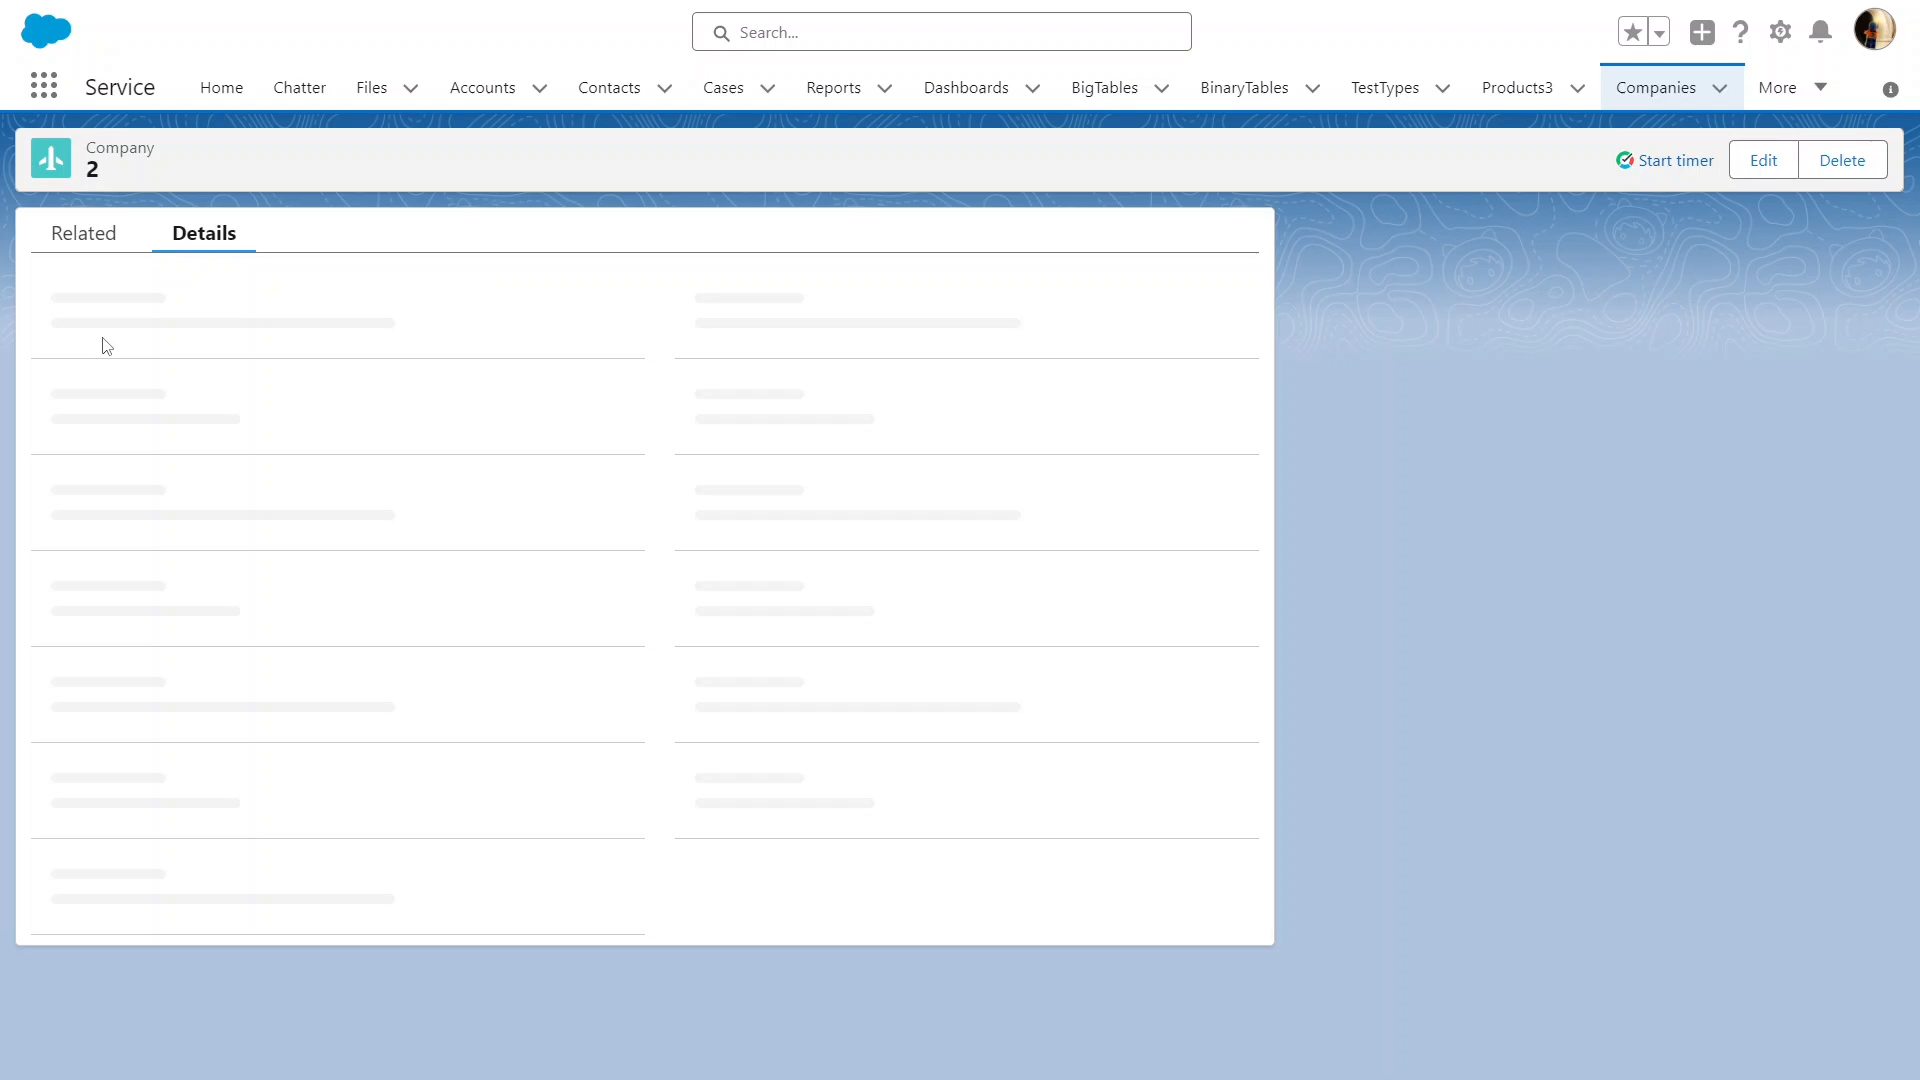 Search...
Service
Home
Chatter
Files
Accounts
Contacts
Cases
Reports
Dashboards
BigTables
BinaryTables
TestTypes
Products3
Companies
More
Company
2
Start timer
Edit
Delete
Related
Details